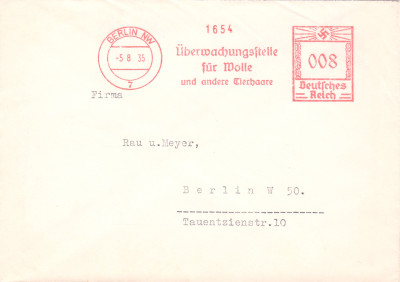 1654
BERLIN NW
-5 8 35
7
Überwachungsstelle
für Wolle
und andere Tierhaare
008
Deutsches
Reich
Firma
Rau u.Meyer,
Berlin W 50.
Tauentzienstr.10